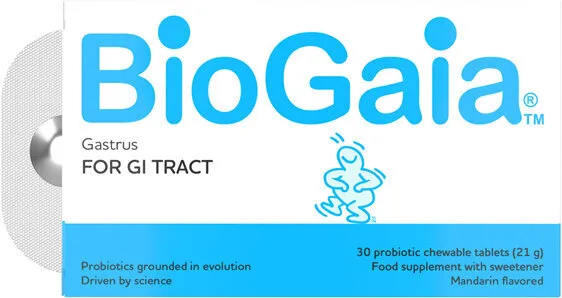 BioGaia®™
Gastrus
FOR GI TRACT
Probiotics grounded in evolution
Driven by science
30 probiotic chewable tablets (21 g)
Food supplement with sweetener
Mandarin flavored